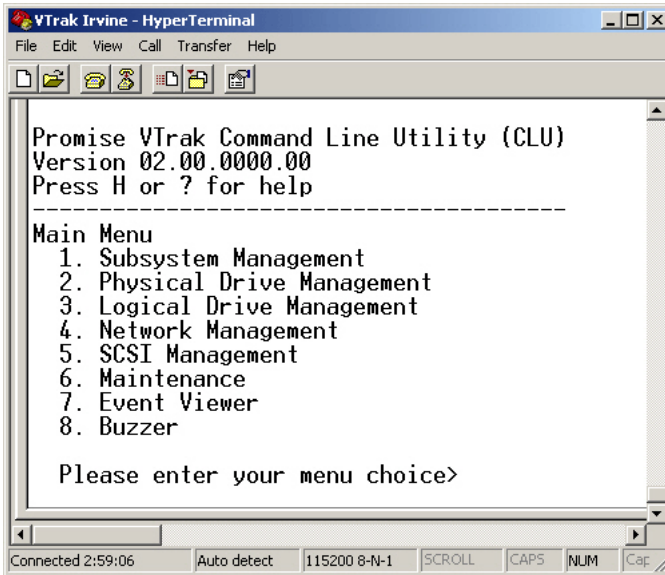 VTrak Irvine - HyperTerminal
File Edit View Call Transfer Help
Promise VTrak Command Line Utility (CLU)
Version 02.00.0000.00
Press H or ? for help
----------------------------------------
Main Menu
1. Subsystem Management
2. Physical Drive Management
3. Logical Drive Management
4. Network Management
5. SCSI Management
6. Maintenance
7. Event Viewer
8. Buzzer
Please enter your menu choice>
Connected 2:59:06 Auto detect 115200 8-N-1 SCROLL CAPS NUM Cap